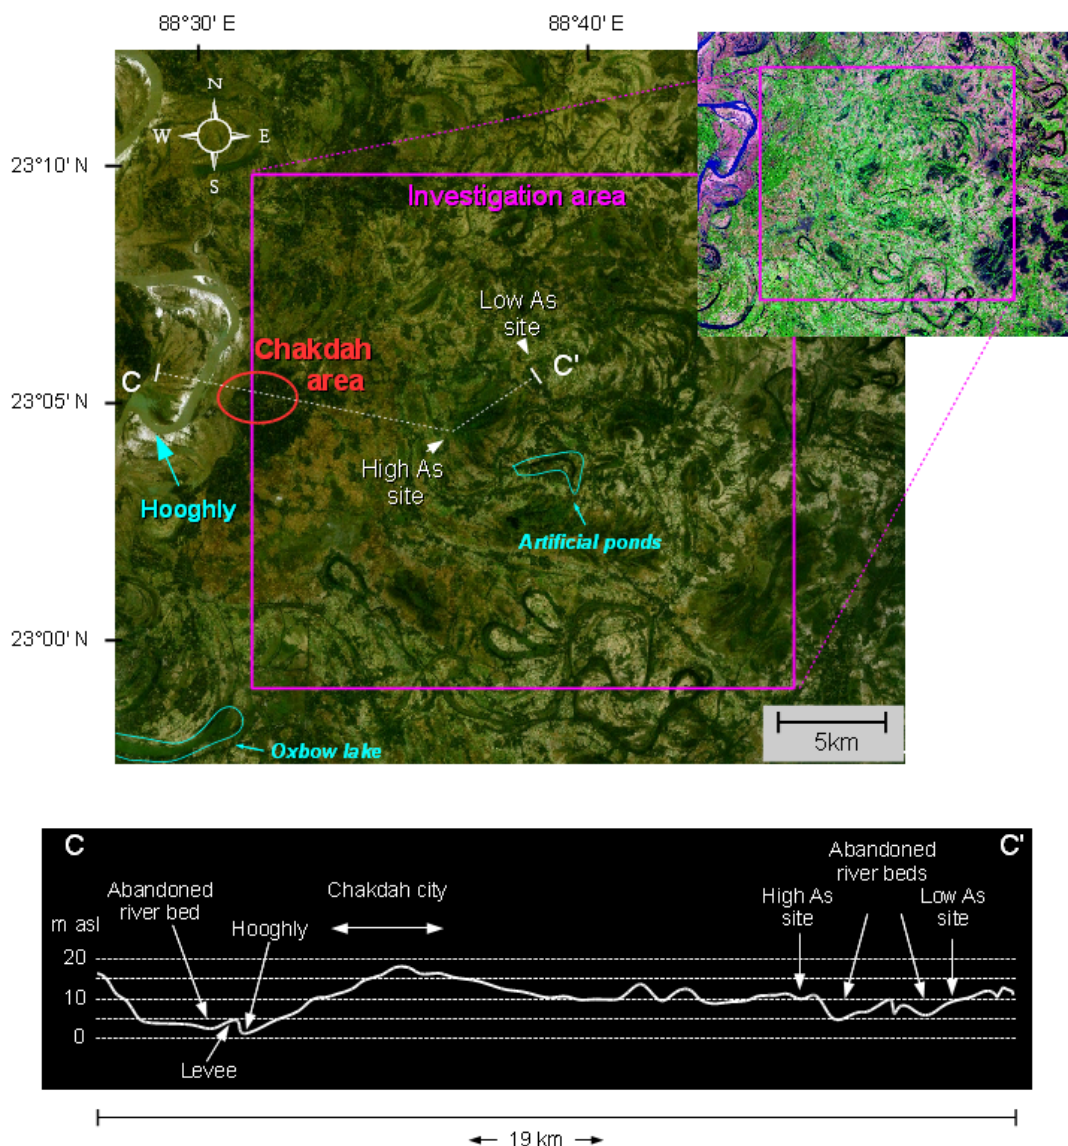 88°30' E
88°40' E
N
W
E
S
23°10' N
Investigation area
Low As
site
Chakdah
area
C
C'
23°05' N
High As
site
Hooghly
Artificial ponds
23°00' N
5km
Oxbow lake
C
C'
Abandoned
river bed
Chakdah city
Abandoned
river beds
m asl
Hooghly
High As
site
Low As
site
20
10
0
Levee
19 km